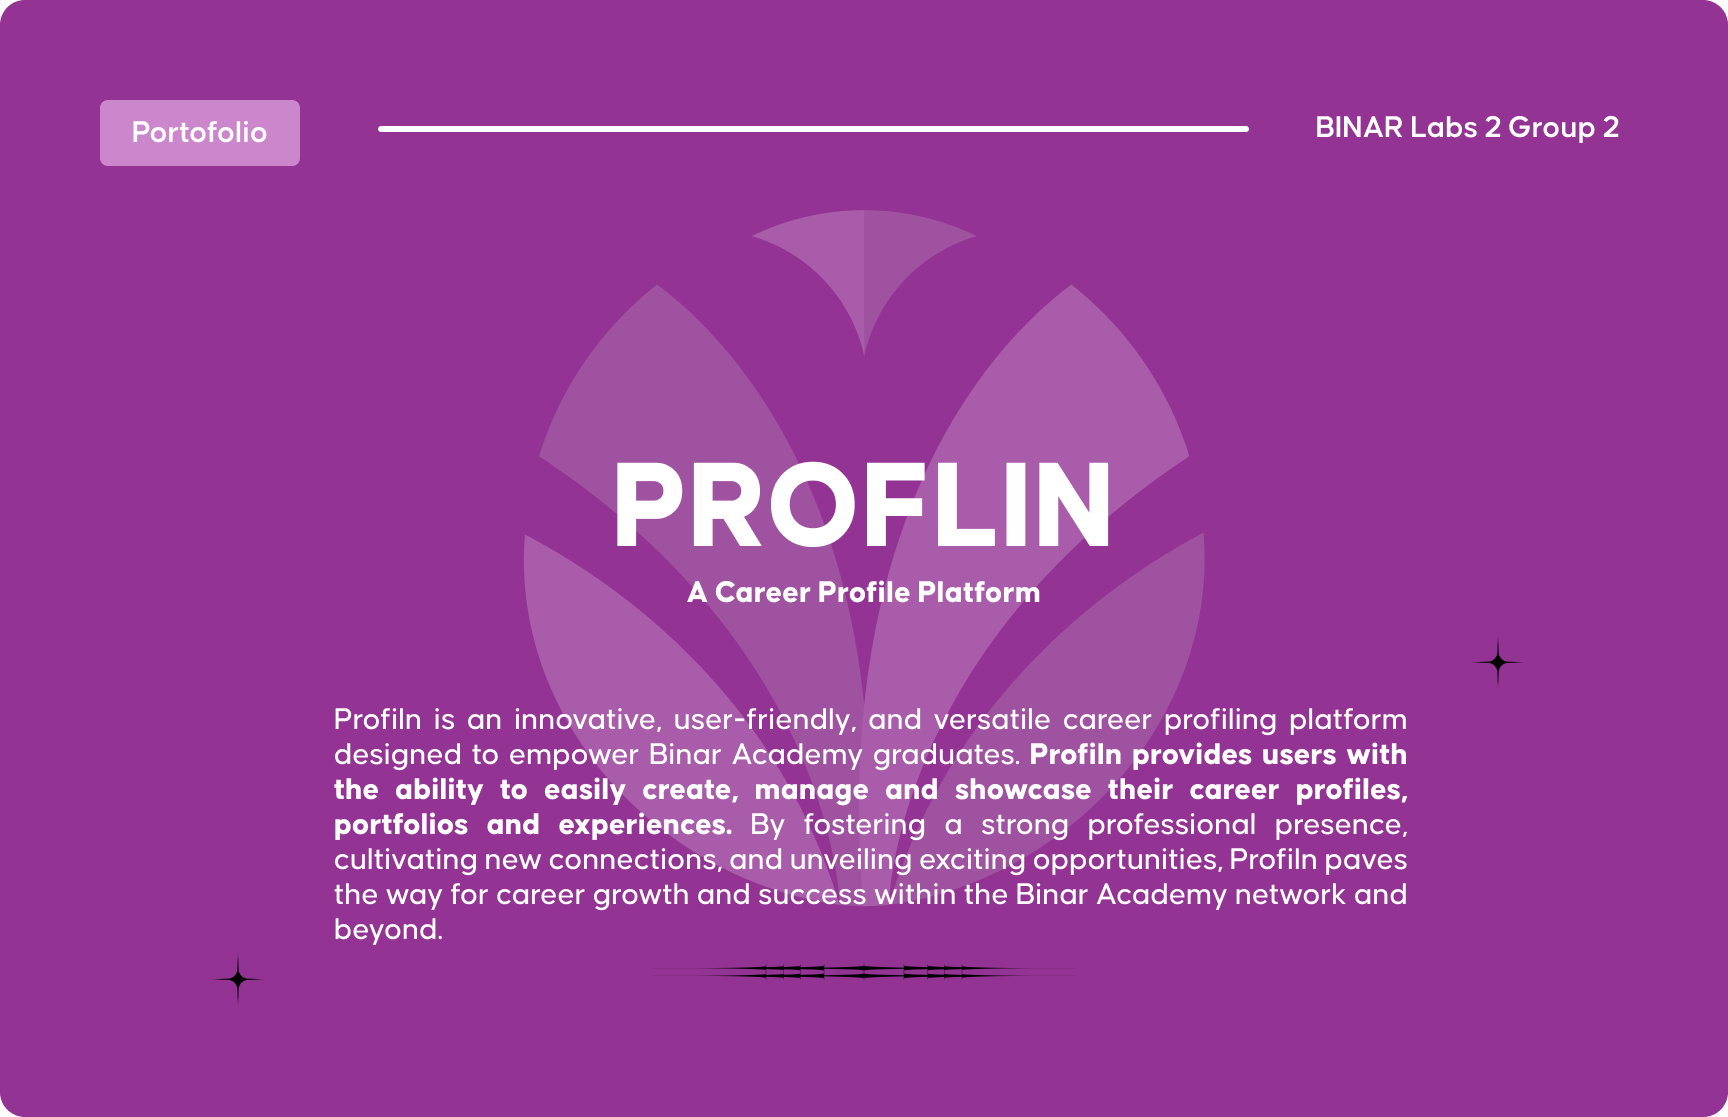 Portofolio
BINAR Labs 2 Group 2
PROFLIN
A Career Profile Platform
Profiln is an innovative, user-friendly, and versatile career profiling platform
designed to empower Binar Academy graduates. Profiln provides users with
the ability to easily create, manage and showcase their career profiles,
portfolios and experiences. By fostering a strong professional presence,
cultivating new connections, and unveiling exciting opportunities, Profiln paves
the way for career growth and success within the Binar Academy network and
beyond.